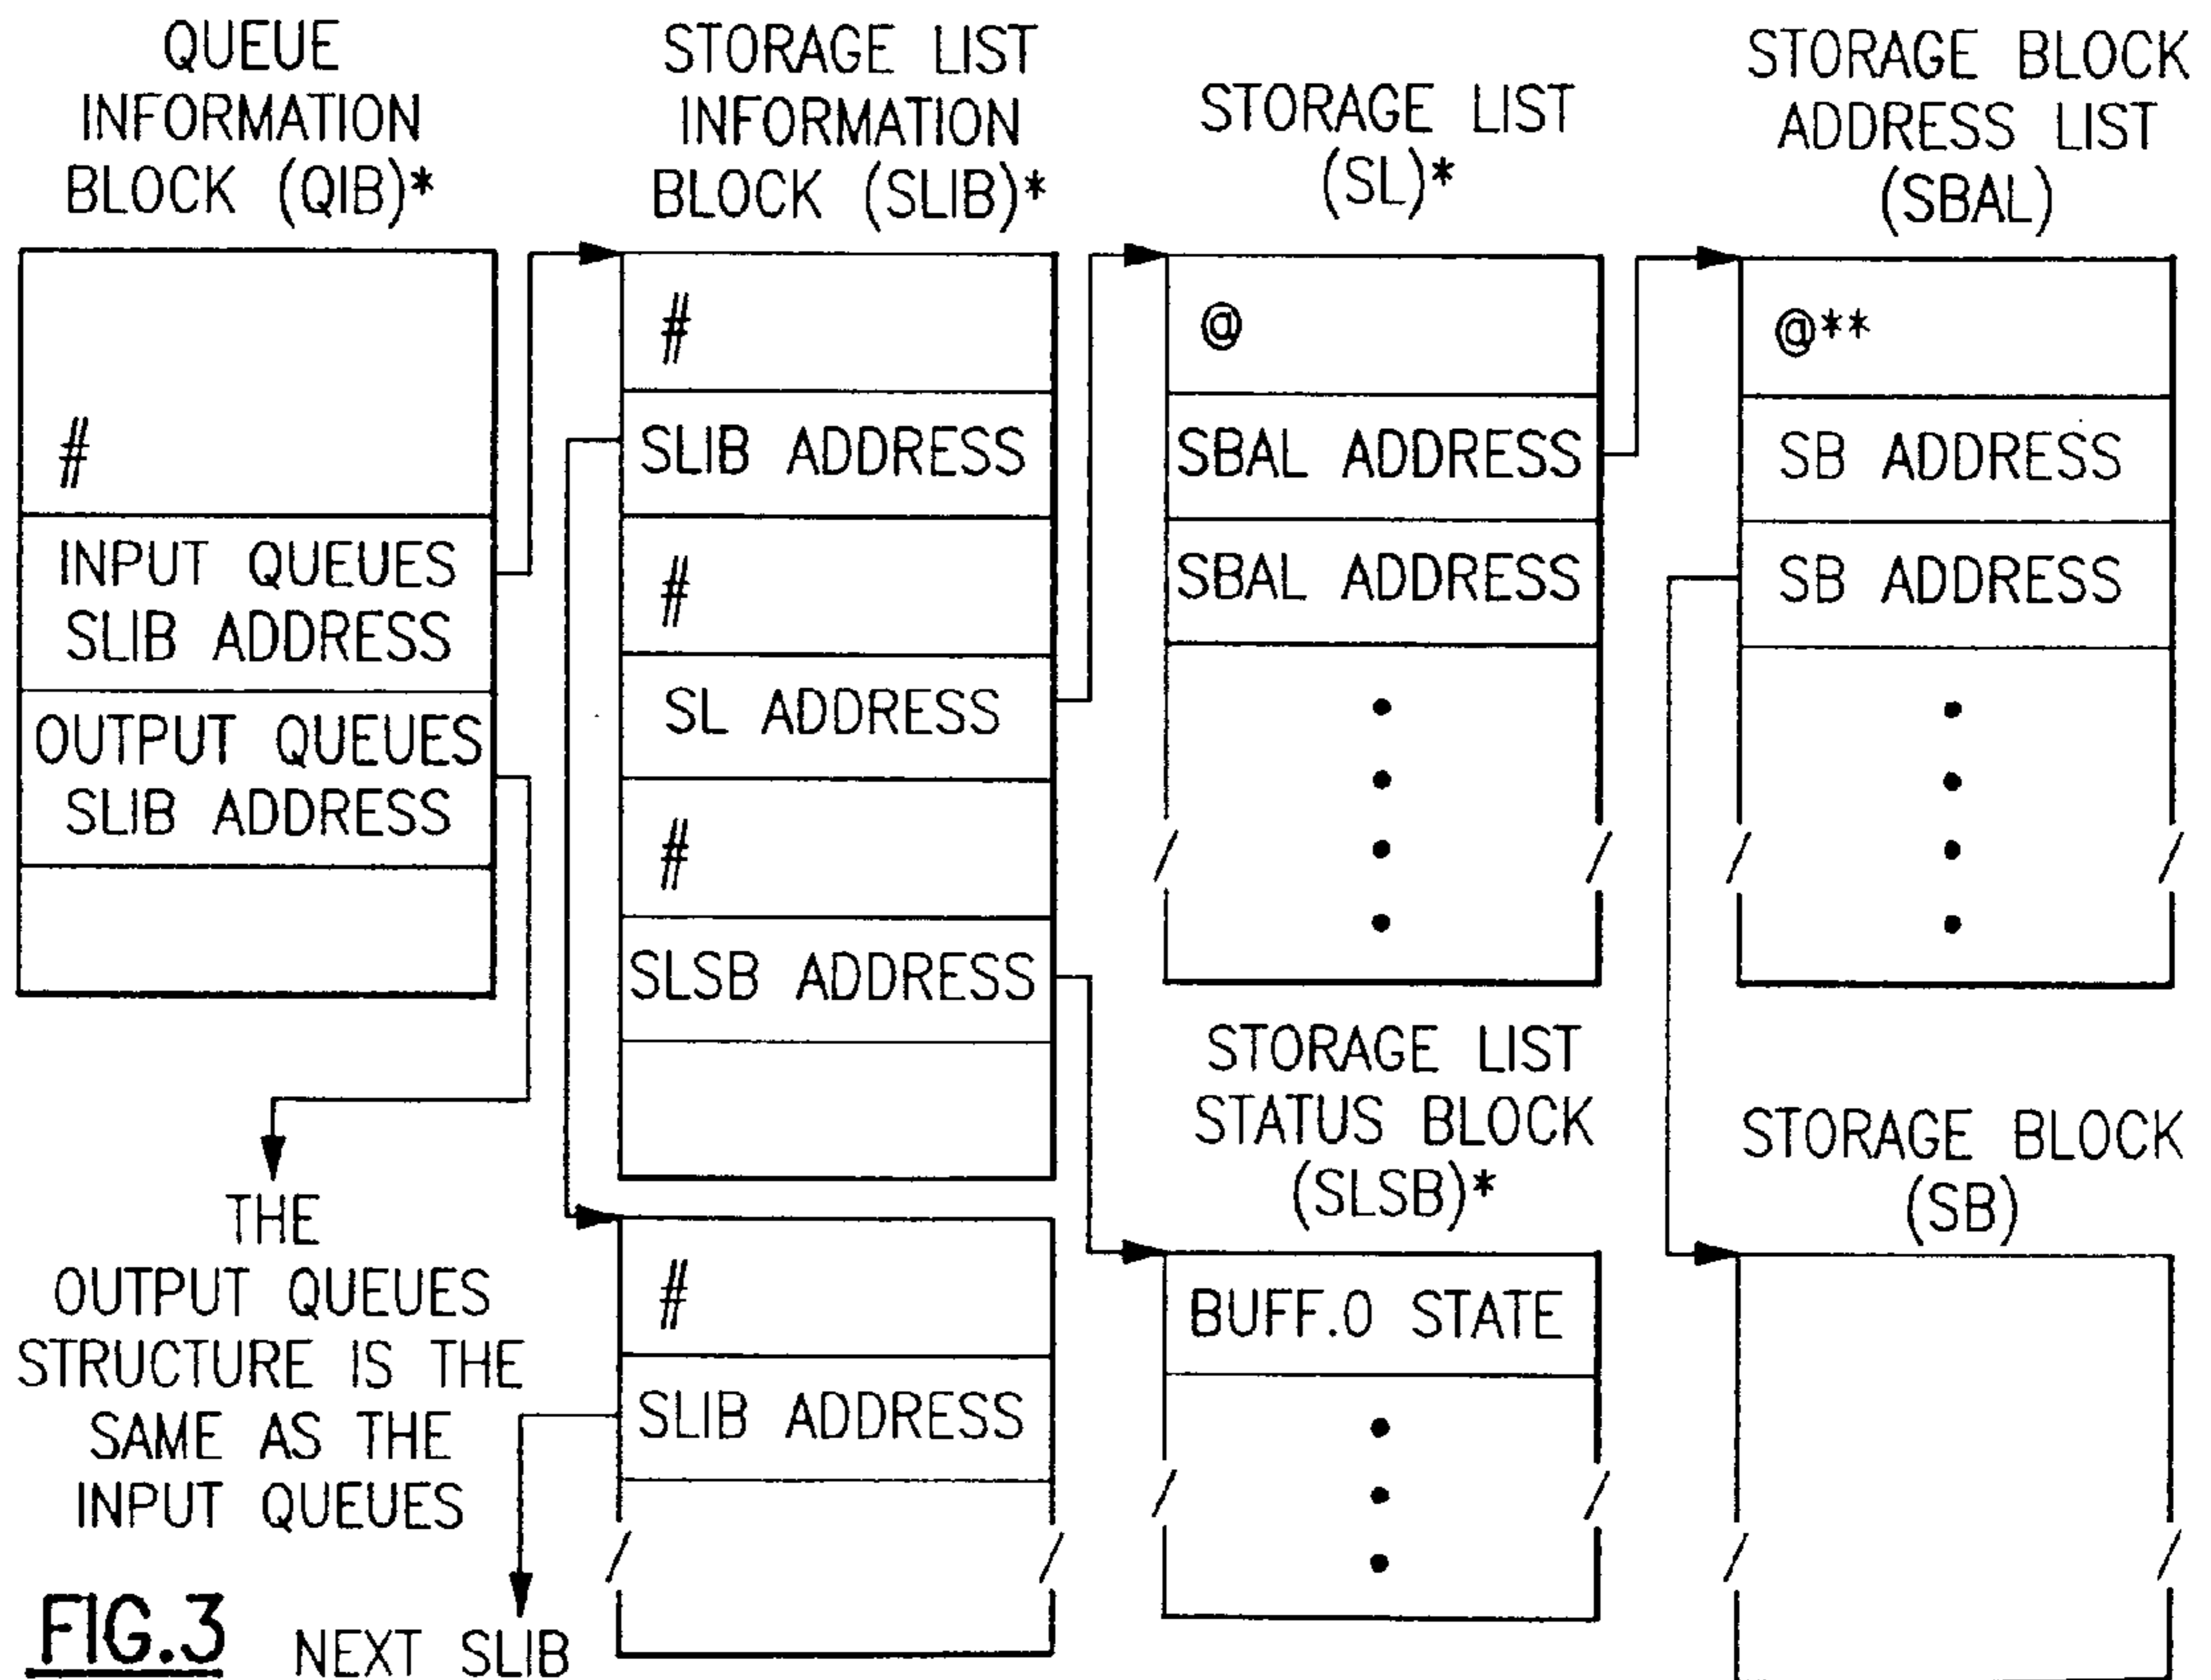 QUEUE
INFORMATION
BLOCK (QIB)*
#
INPUT QUEUES
SLIB ADDRESS
OUTPUT QUEUES
SLIB ADDRESS
THE
OUTPUT QUEUES
STRUCTURE IS THE
SAME AS THE
INPUT QUEUES
STORAGE LIST
INFORMATION
BLOCK (SLIB)*
#
SLIB ADDRESS
#
SL ADDRESS
#
SLSB ADDRESS
#
SLIB ADDRESS
NEXT SLIB
STORAGE LIST
(SL)*
@
SBAL ADDRESS
SBAL ADDRESS
STORAGE LIST
STATUS BLOCK
(SLSB)*
BUFF.0 STATE
STORAGE BLOCK
ADDRESS LIST
(SBAL)
@**
SB ADDRESS
SB ADDRESS
STORAGE BLOCK
(SB)
FIG.3